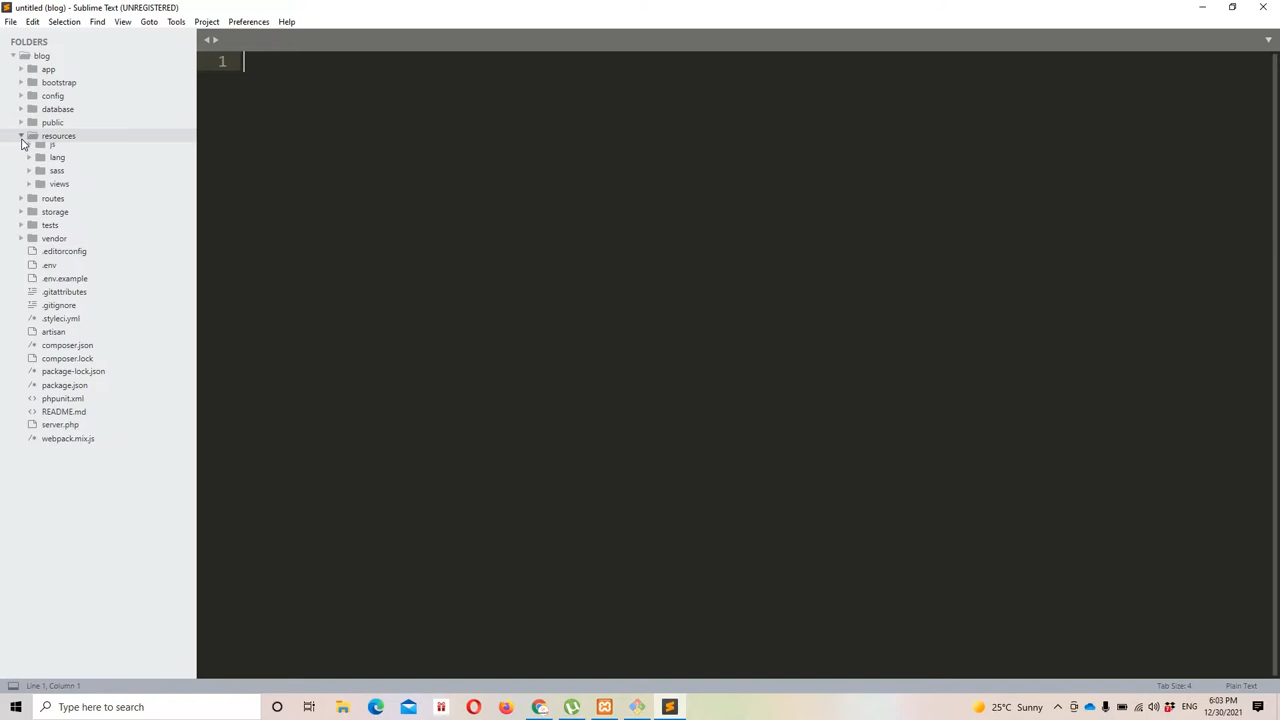 untitled (blog) - Sublime Text (UNREGISTERED)
File Edit Selection Find View Goto Tools Project Preferences Help
FOLDERS
blog
app
bootstrap
config
database
public
resources
js
lang
sass
views
routes
storage
tests
vendor
.editorconfig
.env
.env.example
.gitattributes
.gitignore
.styleci.yml
artisan
composer.json
composer.lock
package-lock.json
package.json
phpunit.xml
README.md
server.php
webpack.mix.js
1
Line 1, Column 1
Tab Size: 4
Plain Text
Type here to search
25°C Sunny
ENG
6:03 PM
12/30/2021